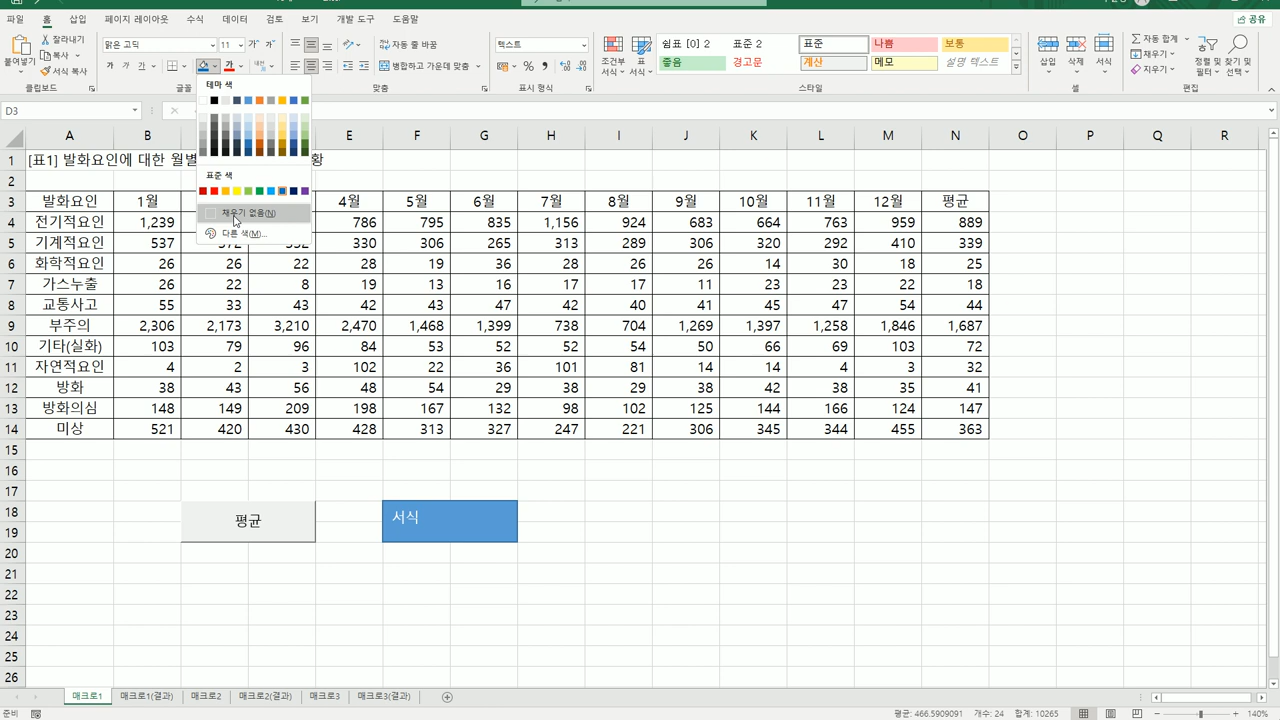 파일 홈 삽입 페이지 레이아웃 수식 데이터 검토 보기 개발 도구 도움말 공유
붙여넣기 잘라내기 복사 서식 복사 클립보드
맑은 고딕 11 가 가 가 글꼴
자동 줄 바꿈
병합하고 가운데 맞춤
맞춤
텍스트
표시 형식
조건부 서식 표 서식
쉼표 [0] 2 표준 2 표준 나쁨 보통
좋음 경고문 계산 메모 설명 텍스트
스타일
삽입 삭제 서식
셀
자동 합계 채우기 지우기 정렬 및 필터 찾기 및 선택
편집
D3
테마 색
표준 색
채우기 없음(N)
다른 색(M)...
A B E F G H I J K L M N O P Q R
1 [표1] 발화요인에 대한 월별 황
2
3 발화요인 1월 4월 5월 6월 7월 8월 9월 10월 11월 12월 평균
4 전기적요인 1,239 786 795 835 1,156 924 683 664 763 959 889
5 기계적요인 537 330 306 265 313 289 306 320 292 410 339
6 화학적요인 26 26 22 28 19 36 28 26 26 14 30 18 25
7 가스누출 26 22 8 19 13 16 17 17 11 23 23 22 18
8 교통사고 55 33 43 42 43 47 42 40 41 45 47 54 44
9 부주의 2,306 2,173 3,210 2,470 1,468 1,399 738 704 1,269 1,397 1,258 1,846 1,687
10 기타(실화) 103 79 96 84 53 52 52 54 50 66 69 103 72
11 자연적요인 4 2 3 102 22 36 101 81 14 14 4 3 32
12 방화 38 43 56 48 54 29 38 29 38 42 38 35 41
13 방화의심 148 149 209 198 167 132 98 102 125 144 166 124 147
14 미상 521 420 430 428 313 327 247 221 306 345 344 455 363
15
16
17
18 서식
평균
19
20
21
22
23
24
25
26
매크로1 매크로1(결과) 매크로2 매크로2(결과) 매크로3 매크로3(결과)
준비 평균: 466.5909091 개수: 24 합계: 10265 140%